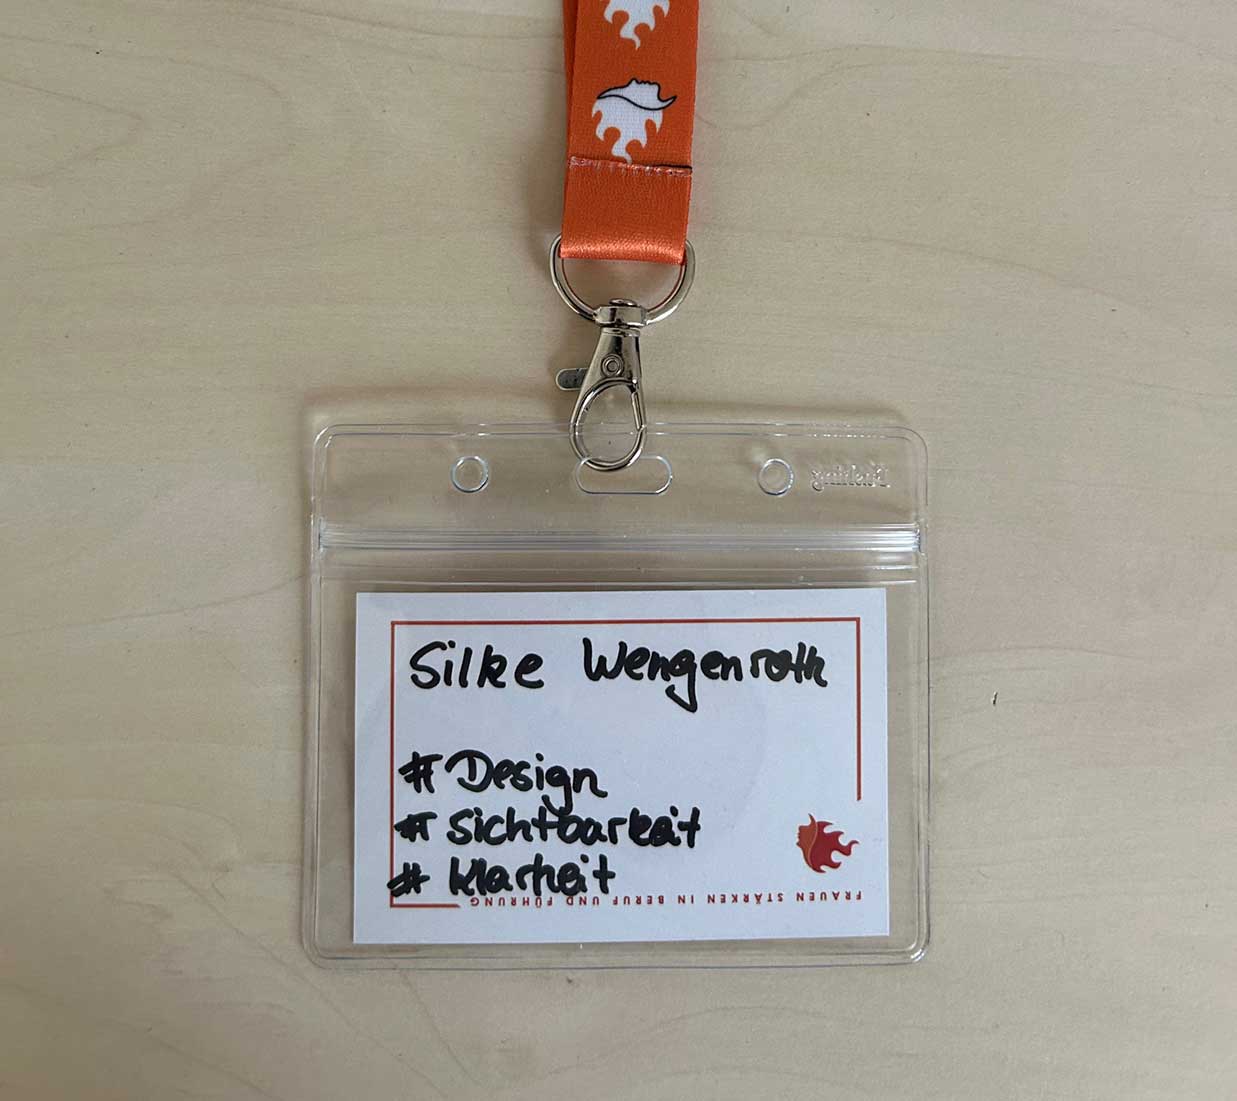 Silke Wengenroth
# Design
# Sichtbarkeit
# Klarheit
FRAUEN STÄRKEN IN BERUF UND FÜHRUNG